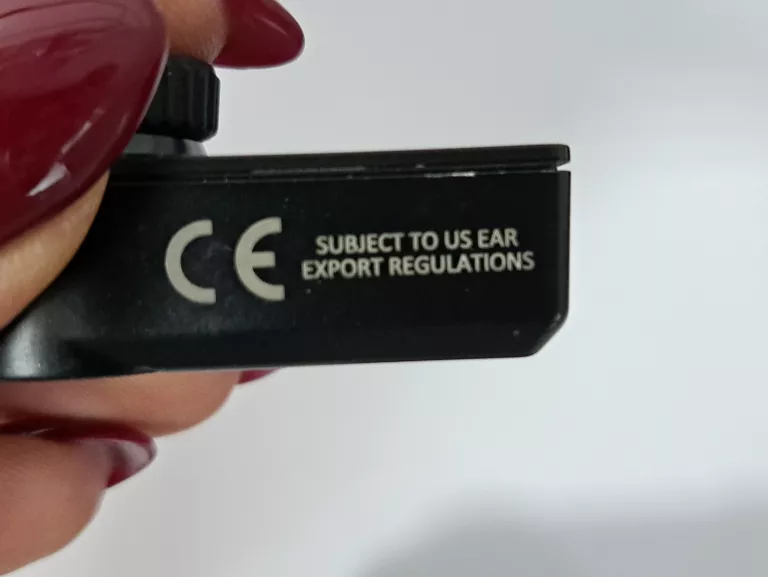 CE
SUBJECT TO US EAR
EXPORT REGULATIONS